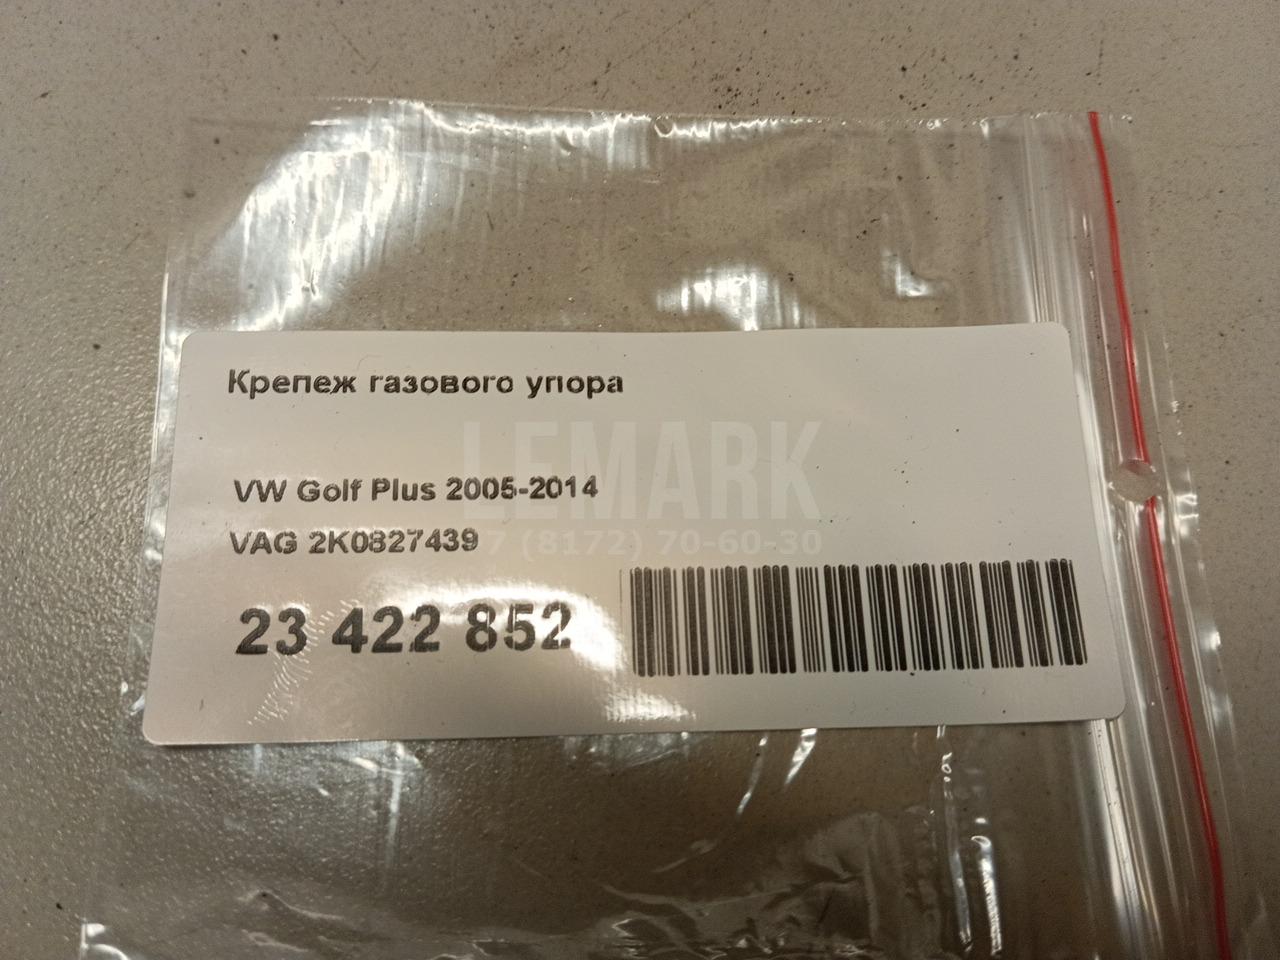 Крепеж газового упора
LEMARK
VW Golf Plus 2005-2014
VAG 2K0827439
7 (8172) 70-60-30
23 422 852